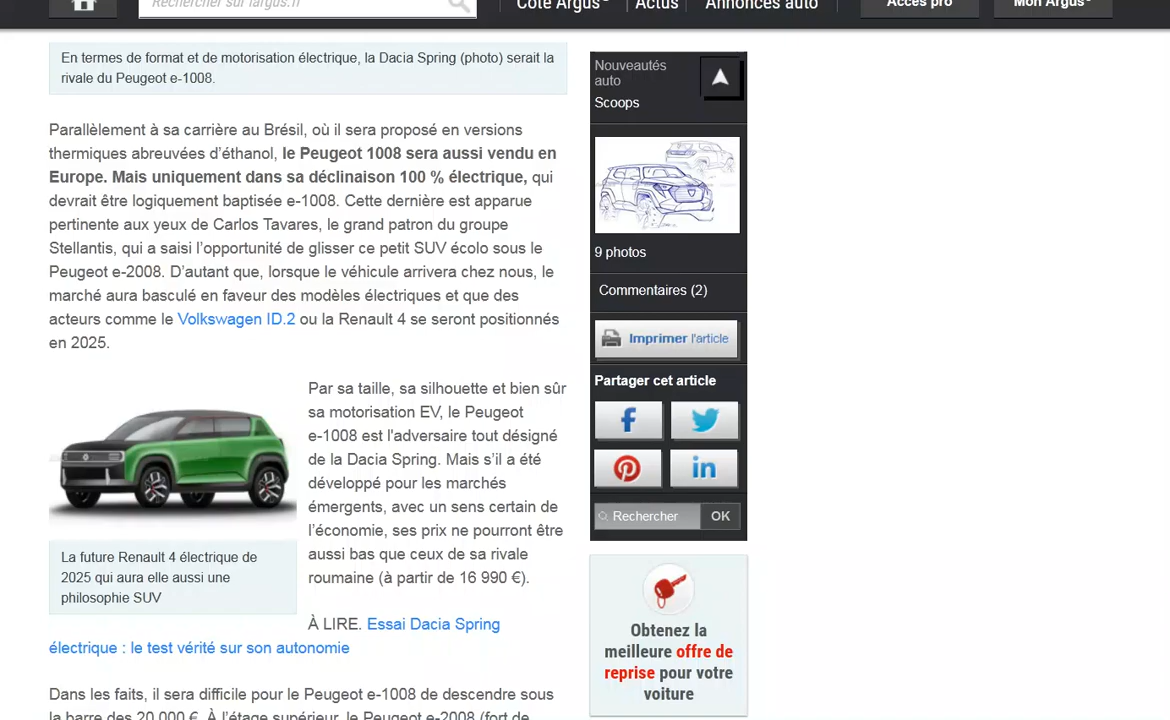 Rechercher sur largus.fr
Cote Argus®
Actus
Annonces auto
Accès pro
Mon Argus®
En termes de format et de motorisation électrique, la Dacia Spring (photo) serait la
rivale du Peugeot e-1008.
Parallèlement à sa carrière au Brésil, où il sera proposé en versions
thermiques abreuvées d’éthanol, le Peugeot 1008 sera aussi vendu en
Europe. Mais uniquement dans sa déclinaison 100 % électrique, qui
devrait être logiquement baptisée e-1008. Cette dernière est apparue
pertinente aux yeux de Carlos Tavares, le grand patron du groupe
Stellantis, qui a saisi l’opportunité de glisser ce petit SUV écolo sous le
Peugeot e-2008. D’autant que, lorsque le véhicule arrivera chez nous, le
marché aura basculé en faveur des modèles électriques et que des
acteurs comme le Volkswagen ID.2 ou la Renault 4 se seront positionnés
en 2025.
Par sa taille, sa silhouette et bien sûr
sa motorisation EV, le Peugeot
e-1008 est l'adversaire tout désigné
de la Dacia Spring. Mais s’il a été
développé pour les marchés
émergents, avec un sens certain de
l’économie, ses prix ne pourront être
aussi bas que ceux de sa rivale
roumaine (à partir de 16 990 €).
La future Renault 4 électrique de
2025 qui aura elle aussi une
philosophie SUV
À LIRE. Essai Dacia Spring
électrique : le test vérité sur son autonomie
Dans les faits, il sera difficile pour le Peugeot e-1008 de descendre sous
la barre des 20 000 €. À l’étage supérieur, le Peugeot e-2008 (fort de
Nouveautés
auto
Scoops
9 photos
Commentaires (2)
Imprimer l'article
Partager cet article
Rechercher
OK
Obtenez la
meilleure offre de
reprise pour votre
voiture